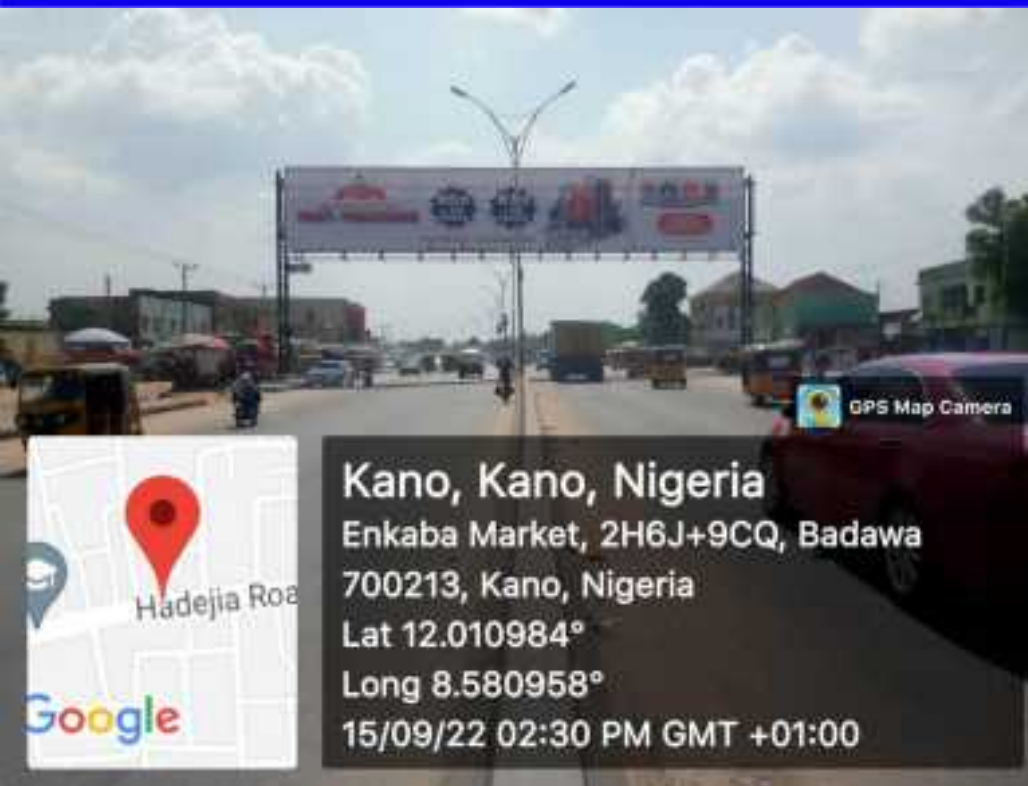 GPS Map Camera
Kano, Kano, Nigeria
Enkaba Market, 2H6J+9CQ, Badawa
700213, Kano, Nigeria
Lat 12.010984°
Long 8.580958°
15/09/22 02:30 PM GMT +01:00
Hadejia Roa
Google